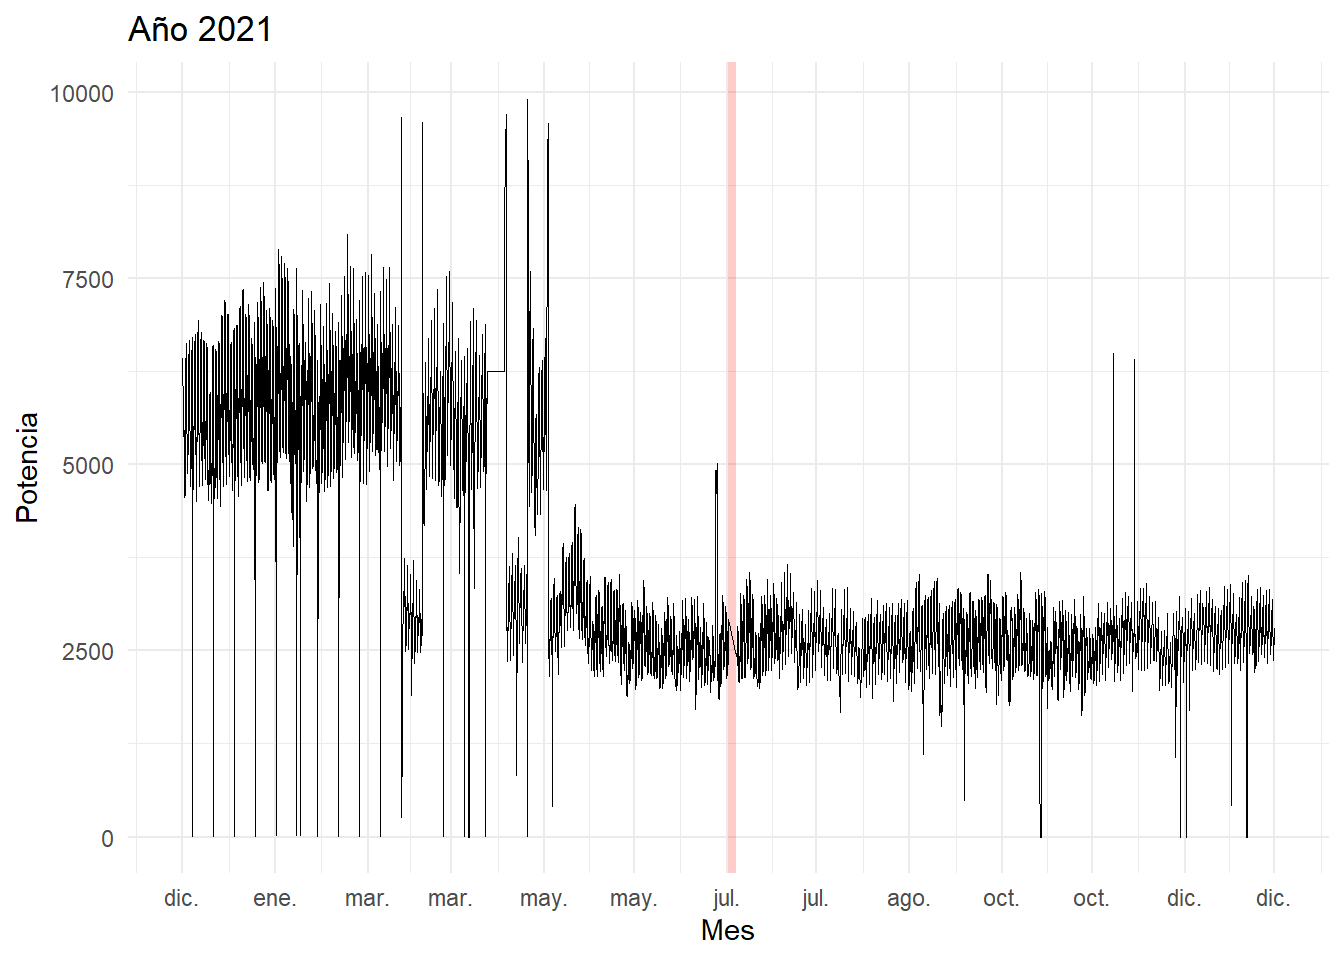 Año 2021
10000
7500
5000
2500
0
Potencia
dic. ene. mar. mar. may. may. jul. jul. ago. oct. oct. dic. dic.
Mes